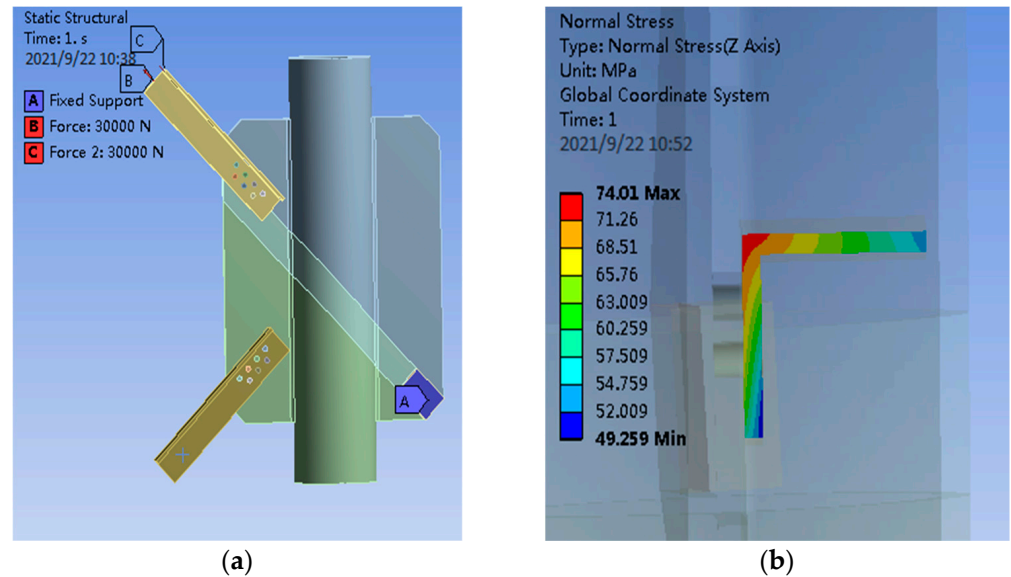 Static Structural
Time: 1. s
2021/9/22 10:38
A Fixed Support
B Force: 30000 N
C Force 2: 30000 N
C
B
A
(a)
Normal Stress
Type: Normal Stress(Z Axis)
Unit: MPa
Global Coordinate System
Time: 1
2021/9/22 10:52
74.01 Max
71.26
68.51
65.76
63.009
60.259
57.509
54.759
52.009
49.259 Min
(b)